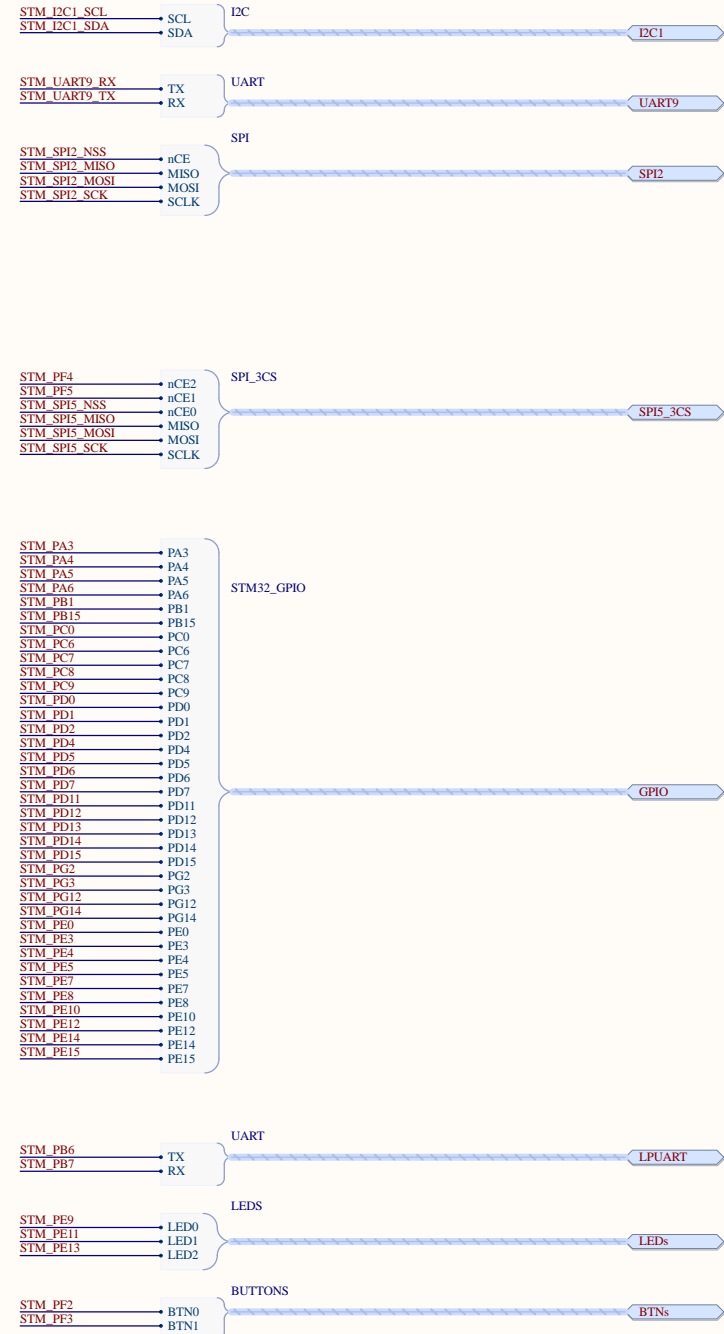 STM_I2C1_SCL SCL I2C
STM_I2C1_SDA SDA I2C1
STM_UART9_RX TX UART
STM_UART9_TX RX UART9
SPI
STM_SPI2_NSS nCE
STM_SPI2_MISO MISO SPI2
STM_SPI2_MOSI MOSI
STM_SPI2_SCK SCLK
STM_PF4 nCE2 SPI_3CS
STM_PF5 nCE1
STM_SPI5_NSS nCE0 SPI5_3CS
STM_SPI5_MISO MISO
STM_SPI5_MOSI MOSI
STM_SPI5_SCK SCLK
STM_PA3 PA3
STM_PA4 PA4
STM_PA5 PA5
STM_PA6 PA6 STM32_GPIO
STM_PB1 PB1
STM_PB15 PB15
STM_PC0 PC0
STM_PC6 PC6
STM_PC7 PC7
STM_PC8 PC8
STM_PC9 PC9
STM_PD0 PD0
STM_PD1 PD1
STM_PD2 PD2
STM_PD4 PD4
STM_PD5 PD5
STM_PD6 PD6
STM_PD7 PD7 GPIO
STM_PD11 PD11
STM_PD12 PD12
STM_PD13 PD13
STM_PD14 PD14
STM_PD15 PD15
STM_PG2 PG2
STM_PG3 PG3
STM_PG12 PG12
STM_PG14 PG14
STM_PE0 PE0
STM_PE3 PE3
STM_PE4 PE4
STM_PE5 PE5
STM_PE7 PE7
STM_PE8 PE8
STM_PE10 PE10
STM_PE12 PE12
STM_PE14 PE14
STM_PE15 PE15
UART
STM_PB6 TX LPUART
STM_PB7 RX
LEDS
STM_PE9 LED0
STM_PE11 LED1 LEDs
STM_PE13 LED2
BUTTONS
STM_PF2 BTN0 BTNs
STM_PF3 BTN1